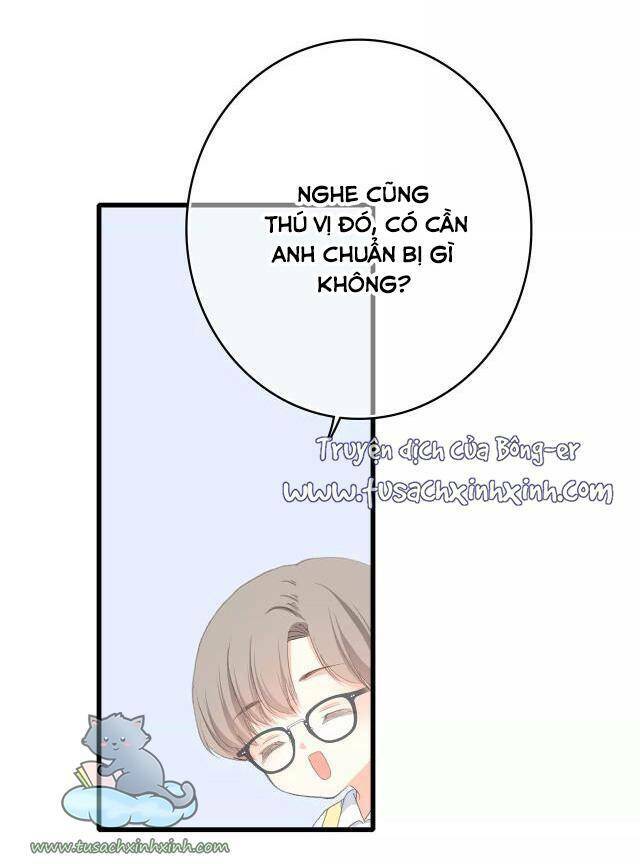 NGHE CŨNG
THÚ VỊ ĐÓ, CÓ CẦN
ANH CHUẨN BỊ GÌ
KHÔNG?
Truyện dịch của Bông-er
www.tusachxinhxinh.com
www.tusachxinhxinh.com